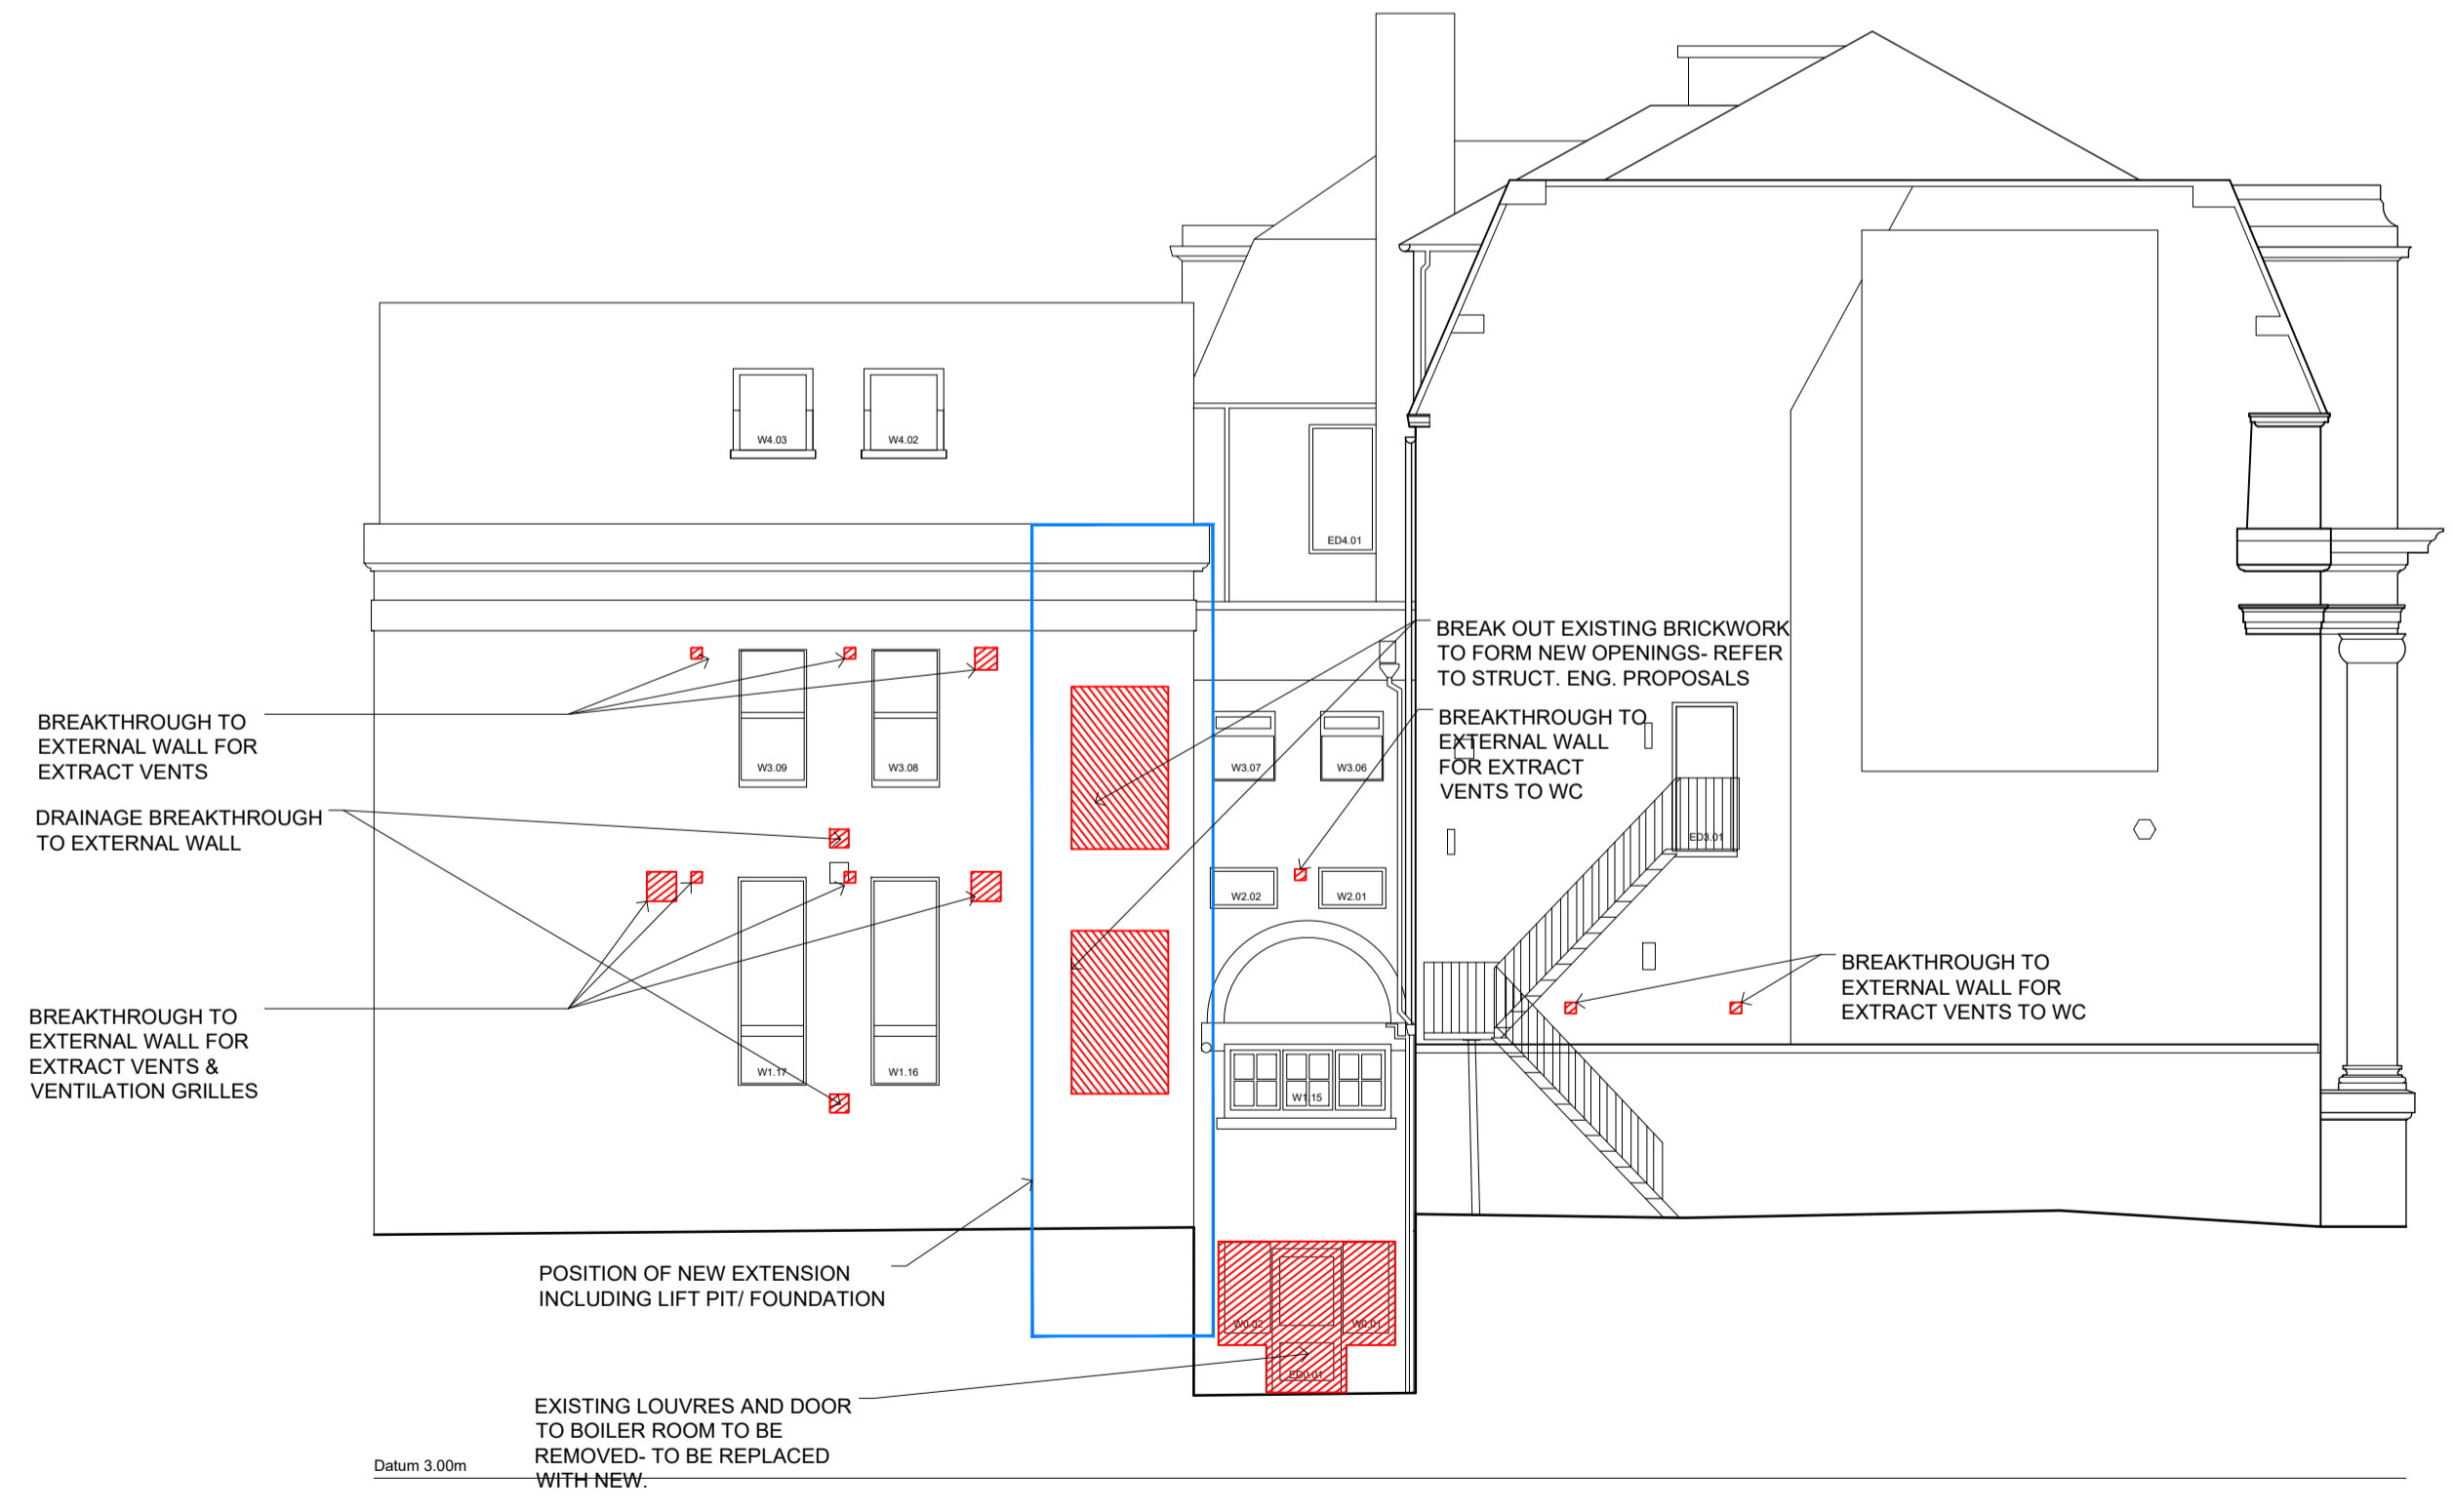 W4.03
W4.02
ED4.01
BREAK OUT EXISTING BRICKWORK
TO FORM NEW OPENINGS- REFER
TO STRUCT. ENG. PROPOSALS
BREAKTHROUGH TO
EXTERNAL WALL FOR
EXTRACT VENTS
BREAKTHROUGH TO
EXTERNAL WALL
FOR EXTRACT
VENTS TO WC
W3.09
W3.08
W3.07
W3.06
DRAINAGE BREAKTHROUGH
TO EXTERNAL WALL
ED3.01
W2.02
W2.01
BREAKTHROUGH TO
EXTERNAL WALL FOR
EXTRACT VENTS TO WC
BREAKTHROUGH TO
EXTERNAL WALL FOR
EXTRACT VENTS &
VENTILATION GRILLES
W1.17
W1.16
W1.15
POSITION OF NEW EXTENSION
INCLUDING LIFT PIT/ FOUNDATION
W0.02
W0.01
ED0.01
EXISTING LOUVRES AND DOOR
TO BOILER ROOM TO BE
REMOVED- TO BE REPLACED
WITH NEW.
Datum 3.00m